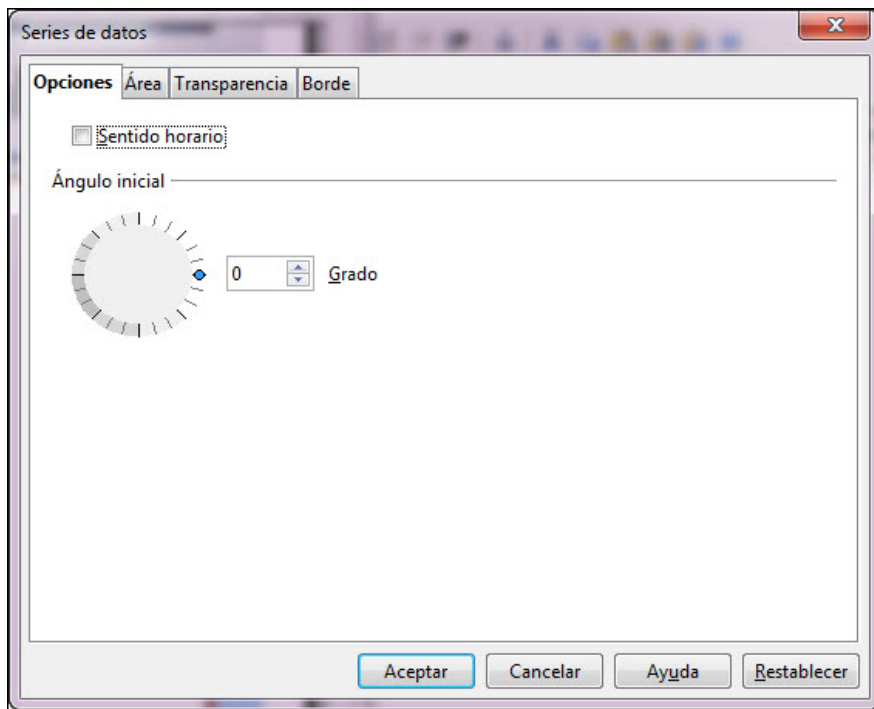 Series de datos
Opciones Área Transparencia Borde
Sentido horario
Ángulo inicial
0 Grado
Aceptar Cancelar Ayuda Restablecer